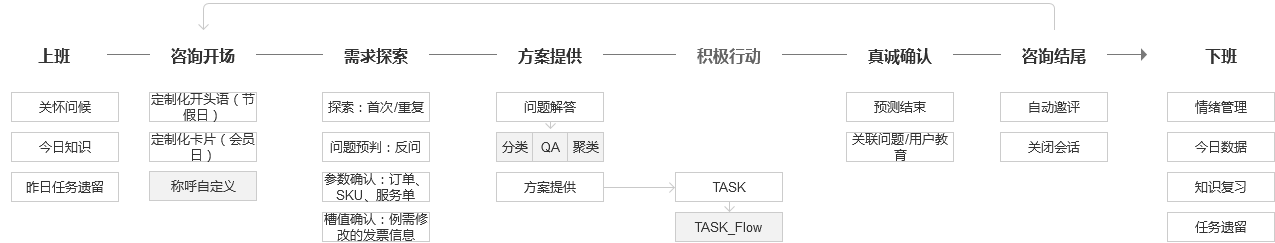 上班
咨询开场
需求探索
方案提供
积极行动
真诚确认
咨询结尾
下班
关怀问候
今日知识
昨日任务遗留
定制化开头语（节
假日）
定制化卡片（会员
日）
称呼自定义
探索：首次/重复
问题预判：反问
参数确认：订单、
SKU、服务单
槽值确认：例需修
改的发票信息
问题解答
分类
QA
聚类
方案提供
TASK
TASK_Flow
预测结束
关联问题/用户教
育
自动邀评
关闭会话
情绪管理
今日数据
知识复习
任务遗留